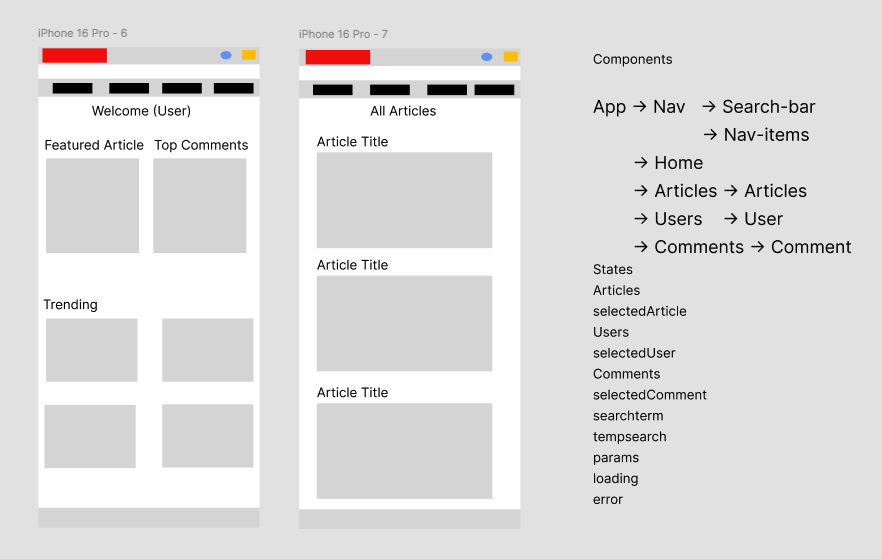 iPhone 16 Pro - 6
Welcome (User)
Featured Article
Top Comments
Trending
iPhone 16 Pro - 7
All Articles
Article Title
Article Title
Article Title
Components
App → Nav → Search-bar
→ Nav-items
→ Home
→ Articles → Articles
→ Users → User
→ Comments → Comment
States
Articles
selectedArticle
Users
selectedUser
Comments
selectedComment
searchterm
tempsearch
params
loading
error